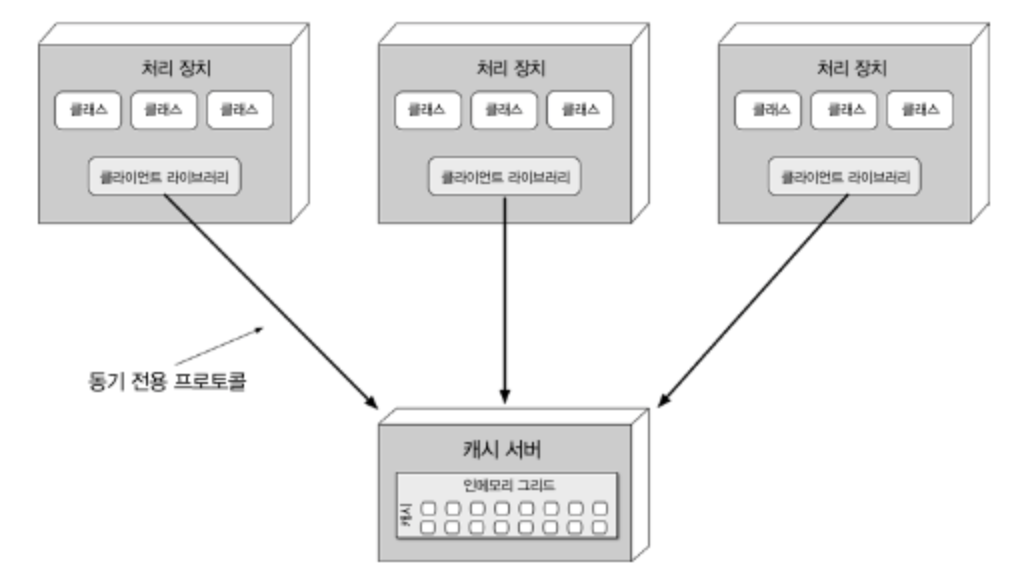 처리 장치
클래스 클래스 클래스
클라이언트 라이브러리
처리 장치
클래스 클래스 클래스
클라이언트 라이브러리
처리 장치
클래스 클래스 클래스
클라이언트 라이브러리
동기 전용 프로토콜
캐시 서버
인메모리 그리드
캐시